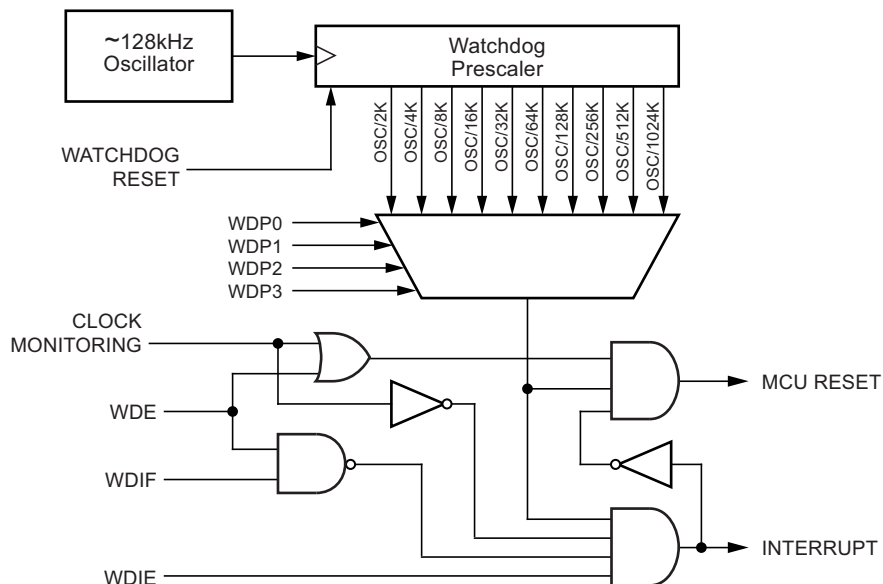 ~128kHz
Oscillator
Watchdog
Prescaler
OSC/2K
OSC/4K
OSC/8K
OSC/16K
OSC/32K
OSC/64K
OSC/128K
OSC/256K
OSC/512K
OSC/1024K
WATCHDOG
RESET
WDP0
WDP1
WDP2
WDP3
CLOCK
MONITORING
MCU RESET
WDE
WDIF
INTERRUPT
WDIE